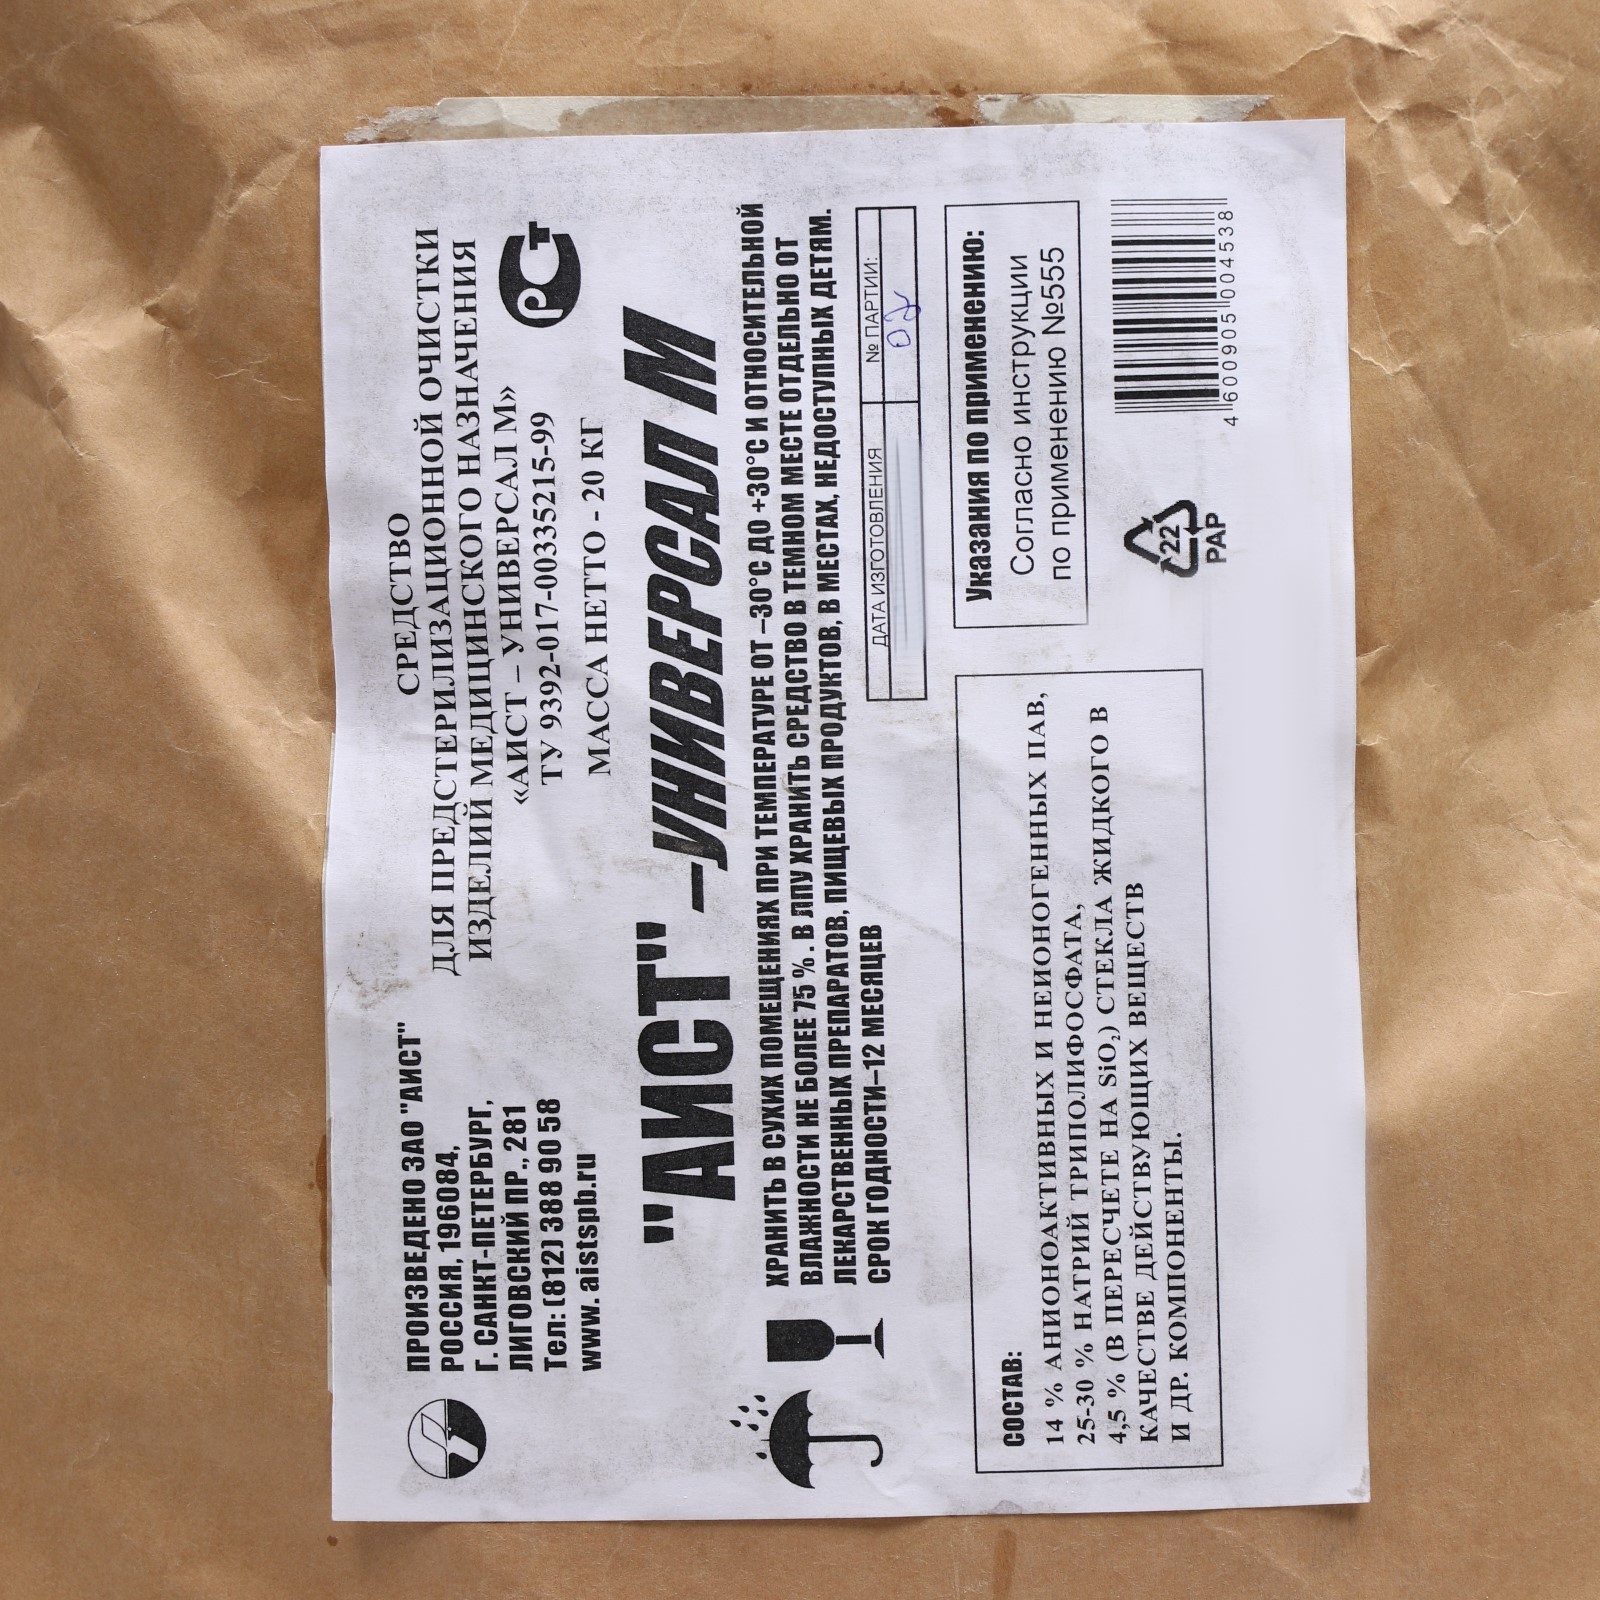 ПРОИЗВЕДЕНО ЗАО "АИСТ"
РОССИЯ, 196084,
Г. САНКТ-ПЕТЕРБУРГ,
ЛИГОВСКИЙ ПР., 281
Тел: (812) 388 90 58
www.aistspb.ru
СРЕДСТВО
ДЛЯ ПРЕДСТЕРИЛИЗАЦИОННОЙ ОЧИСТКИ
ИЗДЕЛИЙ МЕДИЦИНСКОГО НАЗНАЧЕНИЯ
«АИСТ – УНИВЕРСАЛ М»
ТУ 9392-017-00335215-99
МАССА НЕТТО - 20 КГ
РСТ
"АИСТ" –УНИВЕРСАЛ М
ХРАНИТЬ В СУХИХ ПОМЕЩЕНИЯХ ПРИ ТЕМПЕРАТУРЕ ОТ –30°С ДО +30°С И ОТНОСИТЕЛЬНОЙ
ВЛАЖНОСТИ НЕ БОЛЕЕ 75 % . В ЛПУ ХРАНИТЬ СРЕДСТВО В ТЕМНОМ МЕСТЕ ОТДЕЛЬНО ОТ
ЛЕКАРСТВЕННЫХ ПРЕПАРАТОВ, ПИЩЕВЫХ ПРОДУКТОВ, В МЕСТАХ, НЕДОСТУПНЫХ ДЕТЯМ.
СРОК ГОДНОСТИ–12 МЕСЯЦЕВ
ДАТА ИЗГОТОВЛЕНИЯ
№ ПАРТИИ:
СОСТАВ:
14 % АНИОНОАКТИВНЫХ И НЕИОНОГЕННЫХ ПАВ,
25-30 % НАТРИЙ ТРИПОЛИФОСФАТА,
4,5 % (В ПЕРЕСЧЕТЕ НА SiO₂) СТЕКЛА ЖИДКОГО В
КАЧЕСТВЕ ДЕЙСТВУЮЩИХ ВЕЩЕСТВ
И ДР. КОМПОНЕНТЫ.
Указания по применению:
Согласно инструкции
по применению №555
22
PAP
4 600905 004538